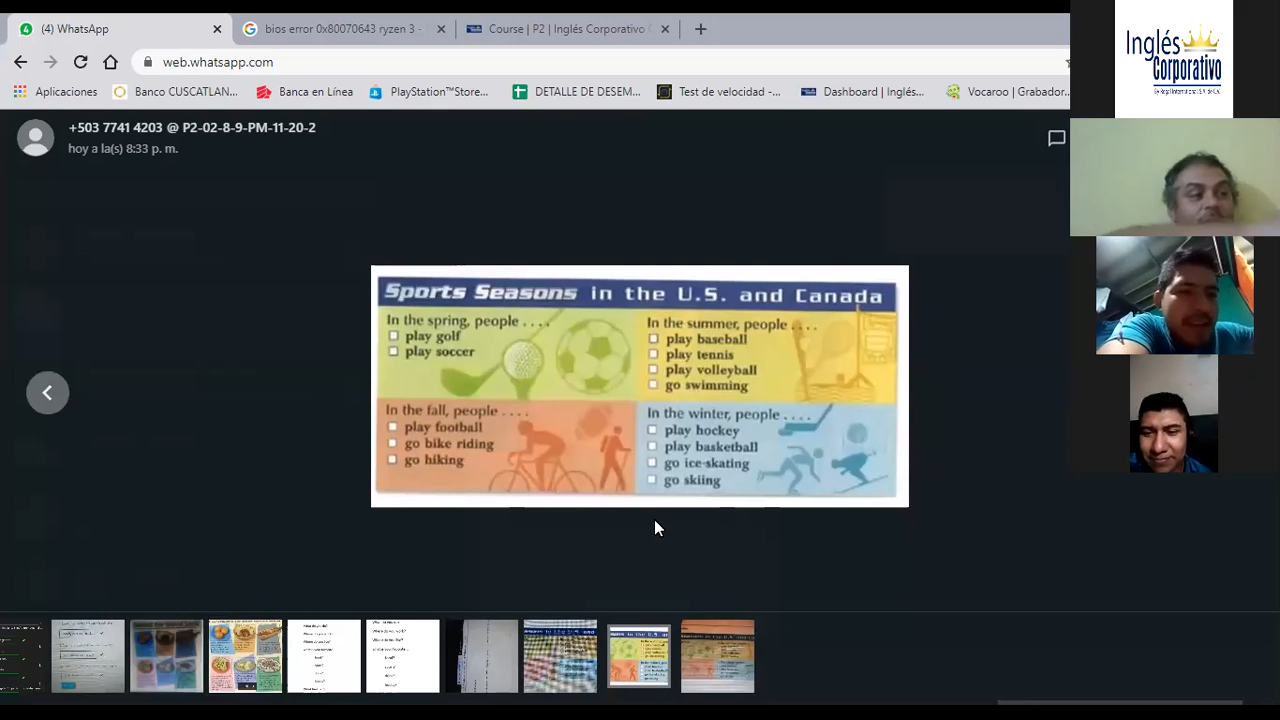 (4) WhatsApp
bios error 0x80070643 ryzen 3 -
Course | P2 | Inglés Corporativo
web.whatsapp.com
Aplicaciones
Banco CUSCATLAN...
Banca en Línea
PlayStation™Store...
DETALLE DE DESEM...
Test de velocidad -...
Dashboard | Inglés...
Vocaroo | Grabador...
Inglés
Corporativo
+503 7741 4203 @ P2-02-8-9-PM-11-20-2
hoy a la(s) 8:33 p. m.
Sports Seasons in the U.S. and Canada
In the spring, people . . . .
play golf
play soccer
In the summer, people . . . .
play baseball
play tennis
play volleyball
go swimming
In the fall, people . . . .
play football
go bike riding
go hiking
In the winter, people . . . .
play hockey
play basketball
go ice-skating
go skiing